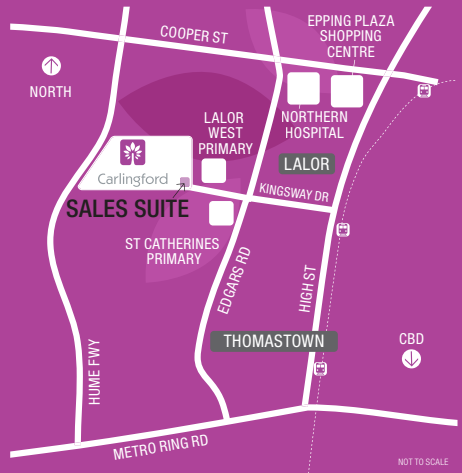 EPPING PLAZA
SHOPPING
CENTRE
COOPER ST
NORTH
LALOR
WEST
PRIMARY
NORTHERN
HOSPITAL
LALOR
Carlingford
KINGSWAY DR
SALES SUITE
ST CATHERINES
PRIMARY
EDGARS RD
HIGH ST
THOMASTOWN
CBD
HUME FWY
METRO RING RD
NOT TO SCALE